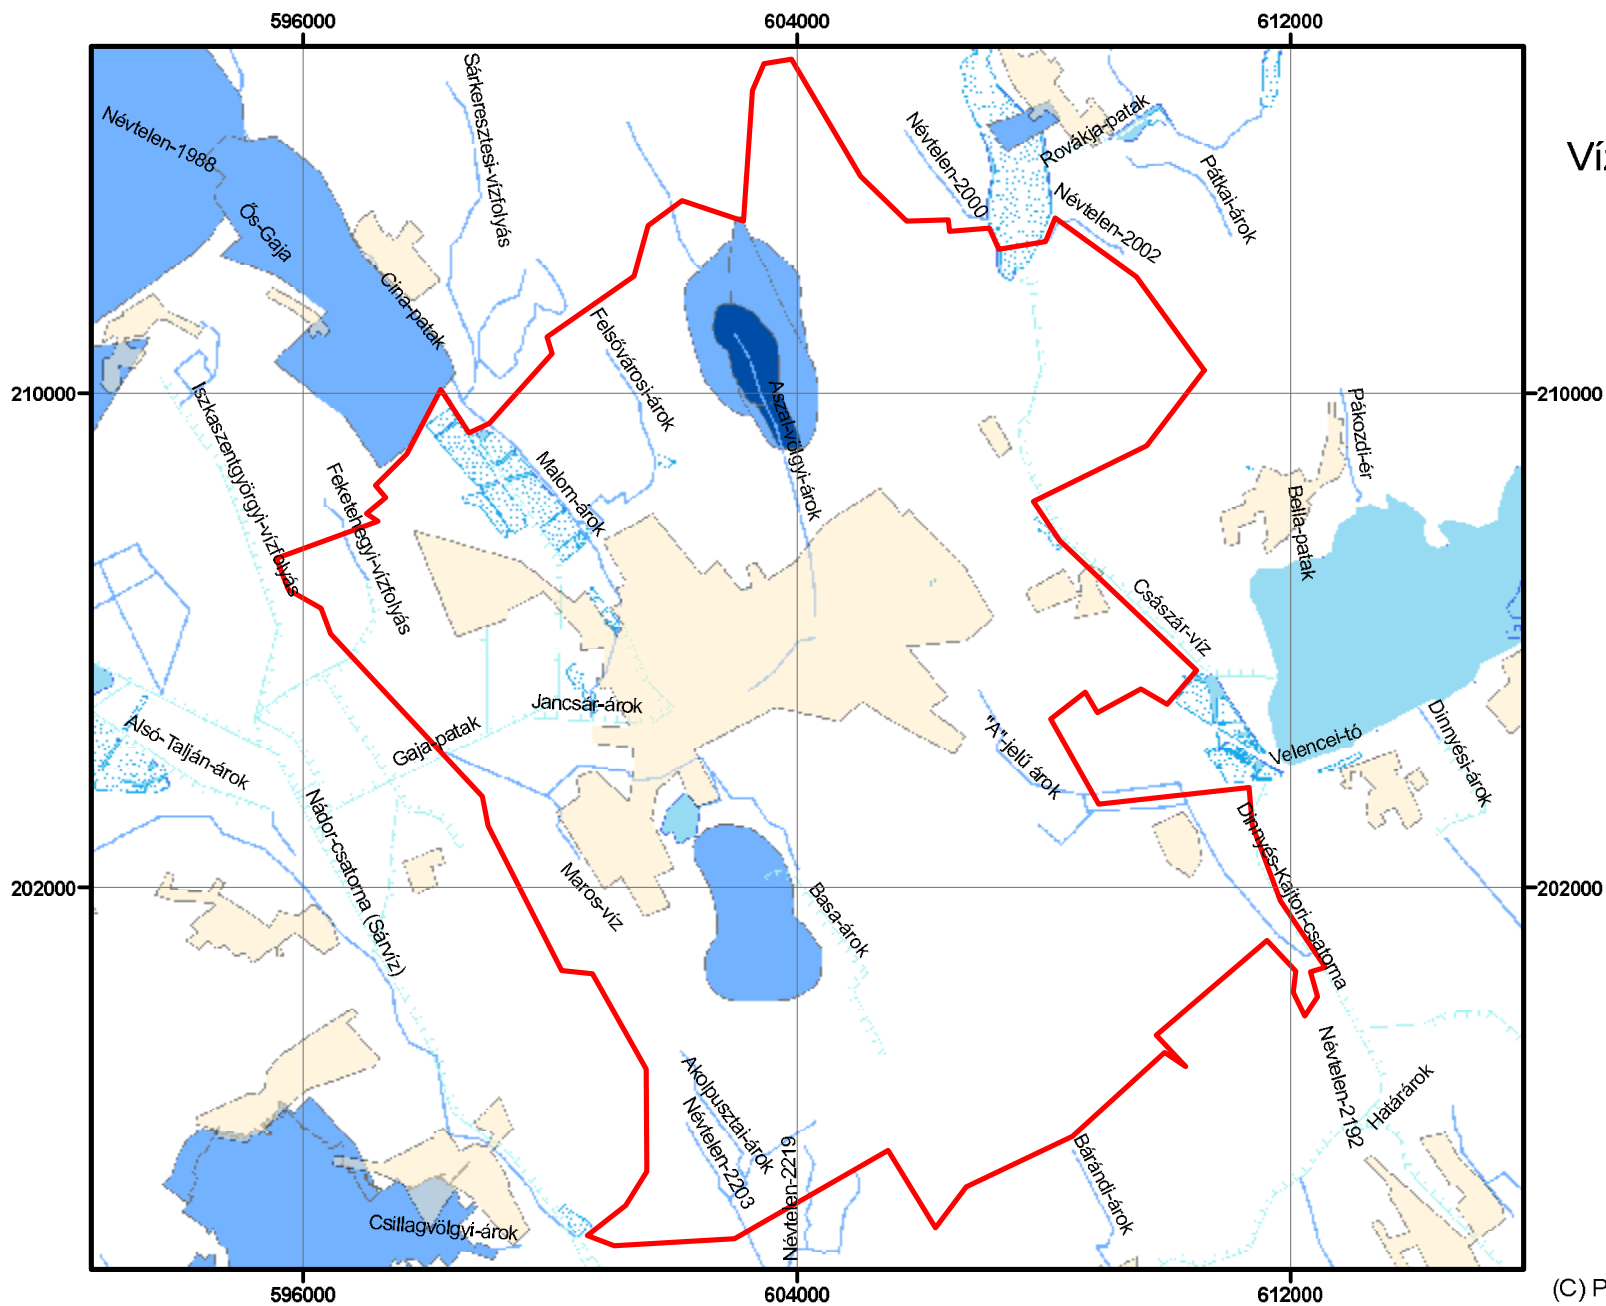 596000
604000
612000
Víz
Sárkeresztesi-vízfolyás
Névtelen-1988
Névtelen-2000
Rovákja-patak
Pátkai-árok
Névtelen-2002
Ős-Gaja
Cina-patak
Felsővárosi-árok
210000
210000
Aszal-völgyi-árok
Iszkaszentgyörgyi-vízfolyás
Pákozdi-ér
Malom-árok
Feketehegyi-vízfolyás
Bella-patak
Császár-víz
Jancsár-árok
"A"-jelű árok
Gaja-patak
Alsó-Talján-árok
Velencei-tó
Dinnyési-árok
Nádor-csatorna (Sárvíz)
Dinnyés-Kajtori-csatorna
Maros-víz
Basa-árok
202000
202000
Névtelen-2192
Határárok
Akolpusztai-árok
Névtelen-2203
Névtelen-2219
Bárándi-árok
Csillagvölgyi-árok
596000
604000
612000
(C) P